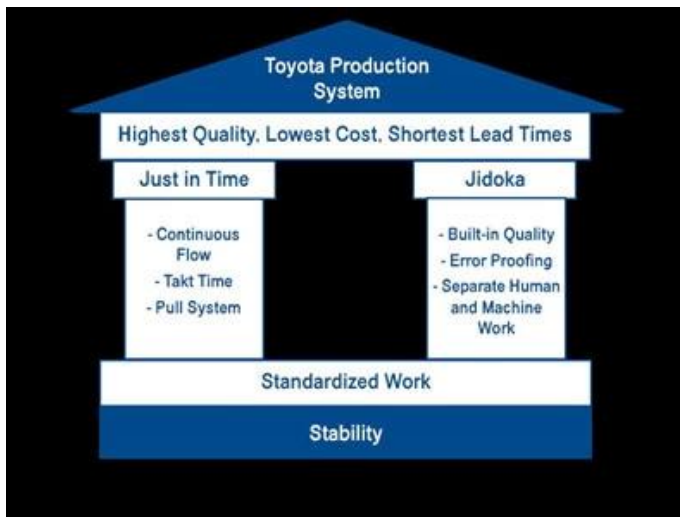 Toyota Production
System
Highest Quality, Lowest Cost, Shortest Lead Times
Just in Time
- Continuous
Flow
- Takt Time
- Pull System
Jidoka
- Built-in Quality
- Error Proofing
- Separate Human
and Machine
Work
Standardized Work
Stability